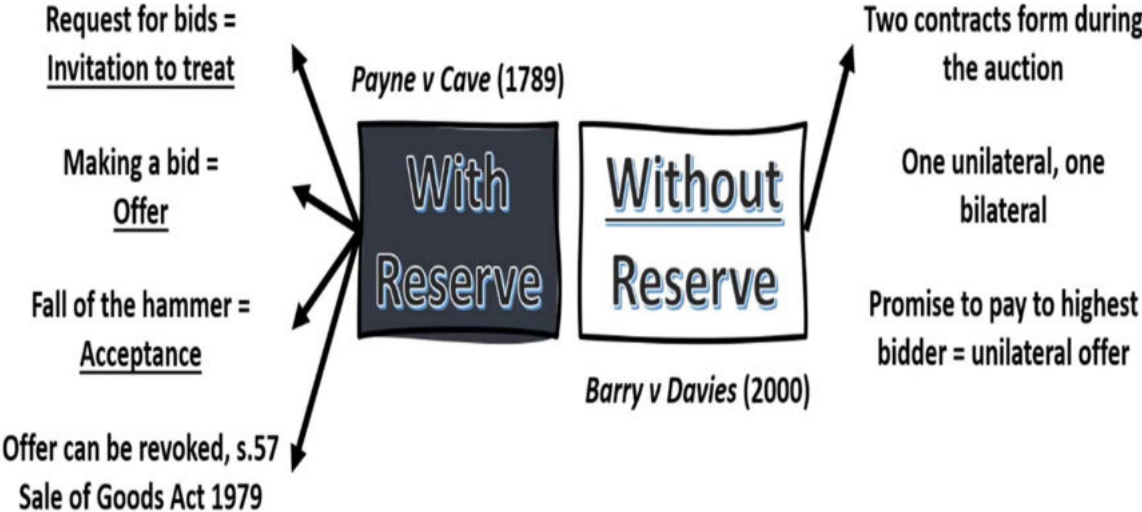 Request for bids =
Invitation to treat
Making a bid =
Offer
Fall of the hammer =
Acceptance
Offer can be revoked, s.57
Sale of Goods Act 1979
Payne v Cave (1789)
With
Reserve
Without
Reserve
Barry v Davies (2000)
Two contracts form during
the auction
One unilateral, one
bilateral
Promise to pay to highest
bidder = unilateral offer